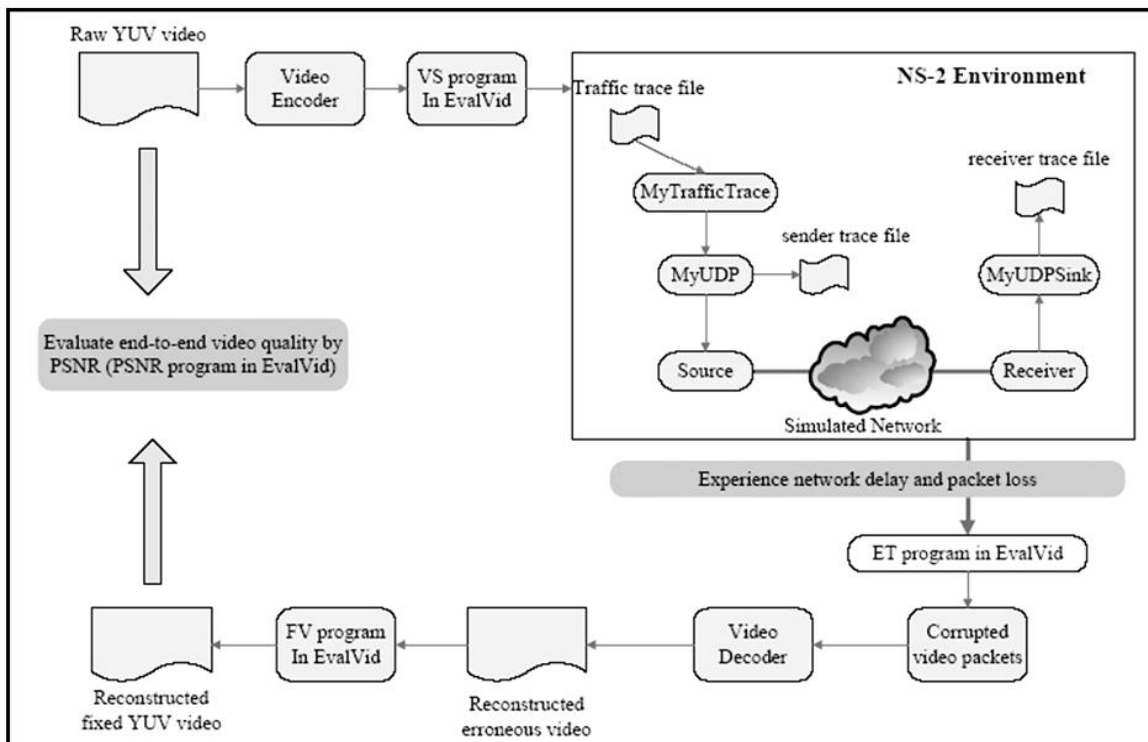 Raw YUV video
Video
Encoder
VS program
In EvalVid
NS-2 Environment
Traffic trace file
receiver trace file
MyTrafficTrace
sender trace file
MyUDP
MyUDPSink
Source
Receiver
Simulated Network
Evaluate end-to-end video quality by
PSNR (PSNR program in EvalVid)
Experience network delay and packet loss
ET program in EvalVid
Corrupted
video packets
Video
Decoder
Reconstructed
erroneous video
FV program
In EvalVid
Reconstructed
fixed YUV video